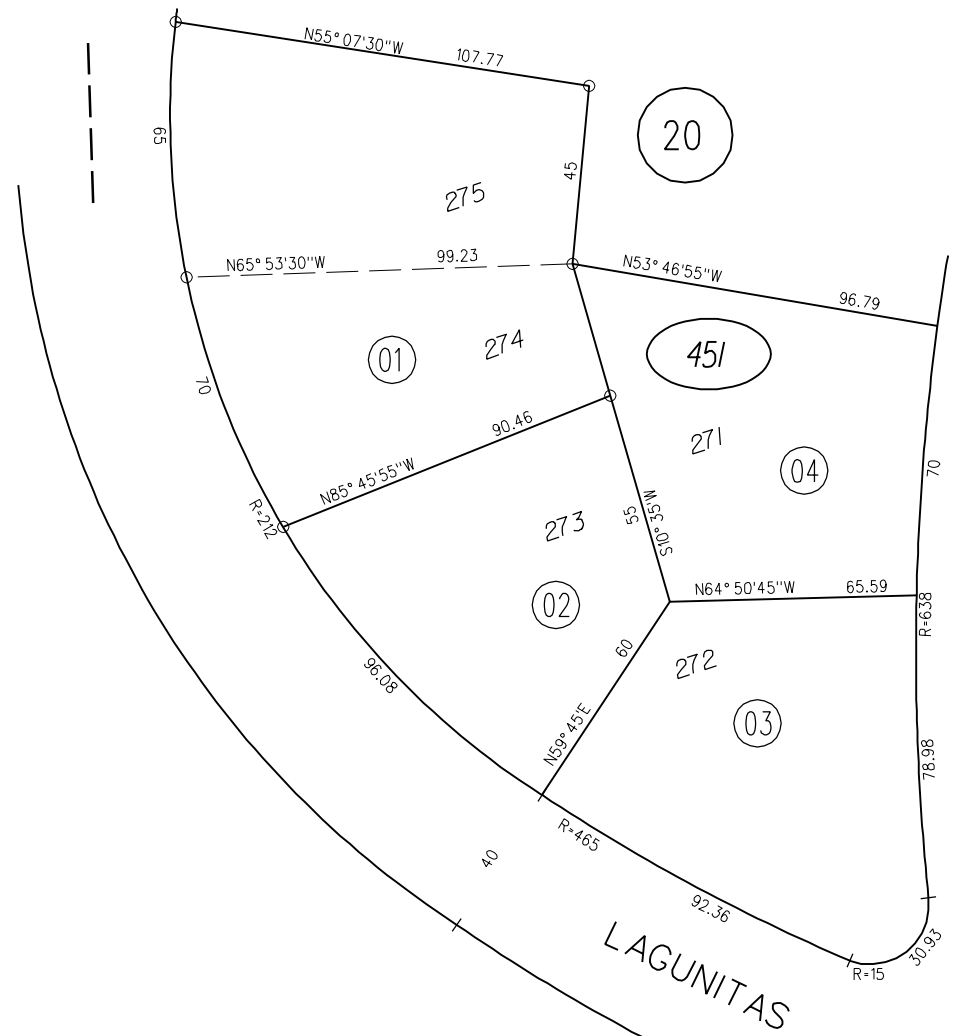 N55°07'30"W 107.77
65
45
20
275
N65°53'30"W 99.23
N53°46'55"W 96.79
274
01
451
70
271
04
70
N85°45'55"W 90.46
R=212
273
55
S10°35'W
02
N64°50'45"W 65.59
R=638
60
272
03
96.08
N59°45'E
78.98
R=465
40
92.36
30.93
R=15
LAGUNITAS